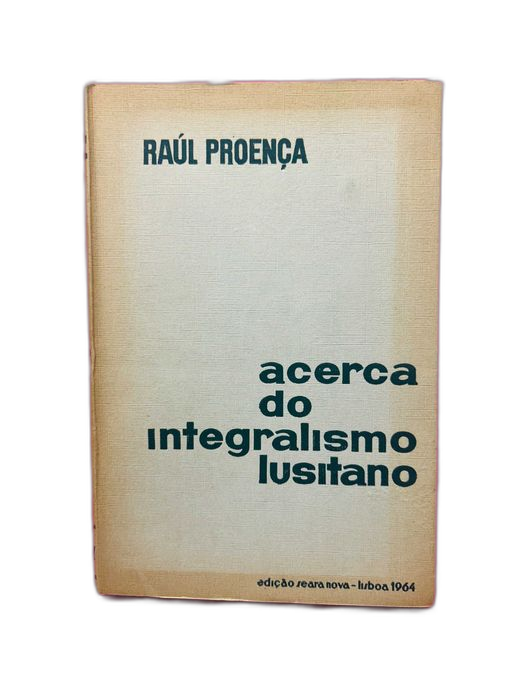 RAÚL PROENÇA
acerca
do
integralismo
lusitano
edição seara nova - lisboa 1964